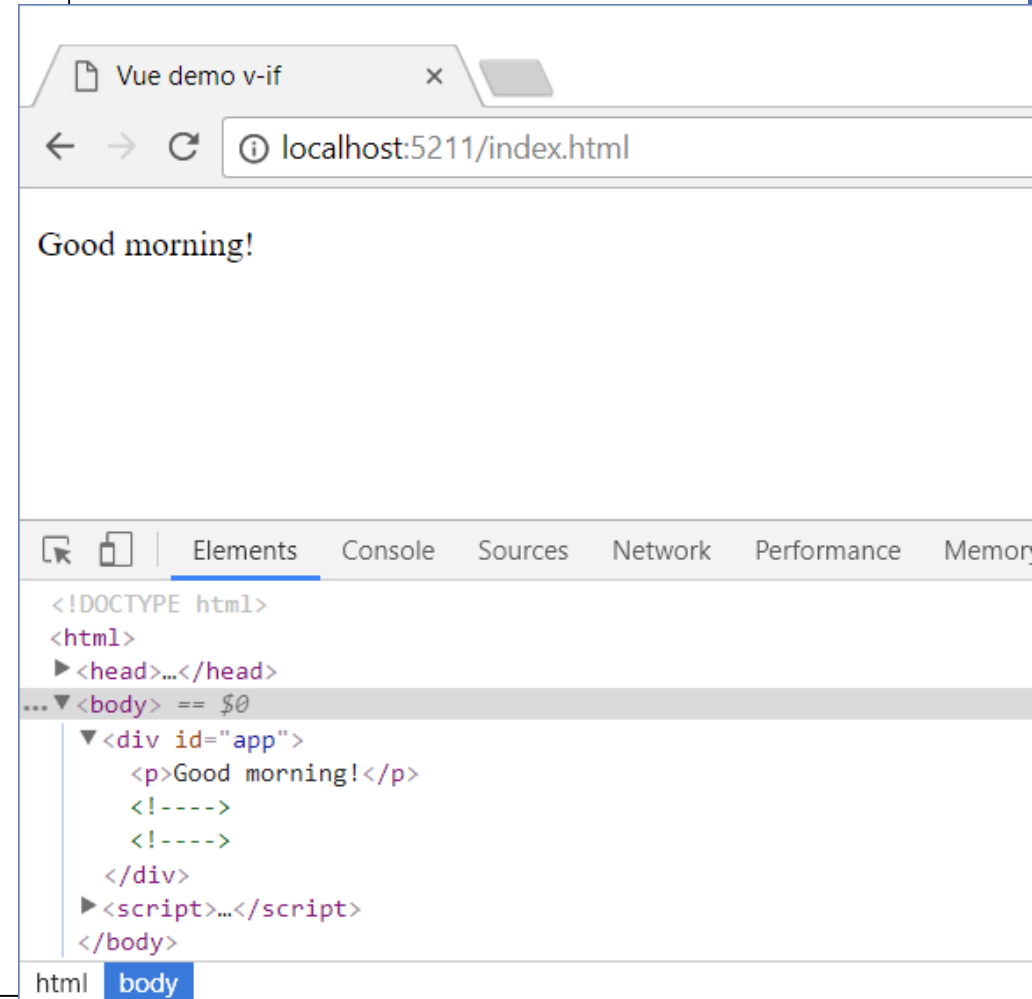 Vue demo v-if
localhost:5211/index.html
Good morning!
Elements Console Sources Network Performance Memory
<!DOCTYPE html>
<html>
▶<head>…</head>
...▼<body> == $0
▼<div id="app">
<p>Good morning!</p>
<!---->
<!---->
</div>
▶<script>…</script>
</body>
html body